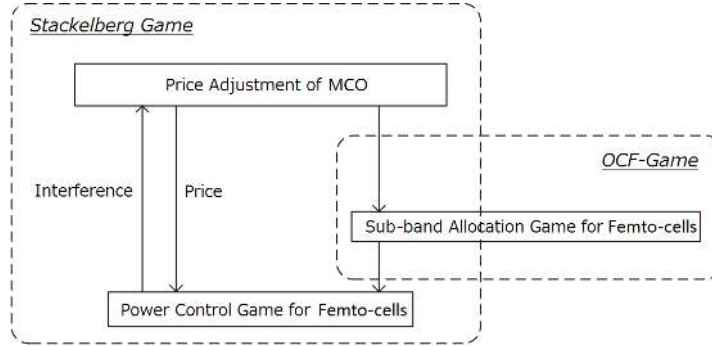 Stackelberg Game
Price Adjustment of MCO
OCF-Game
Interference
Price
Sub-band Allocation Game for Femto-cells
Power Control Game for Femto-cells